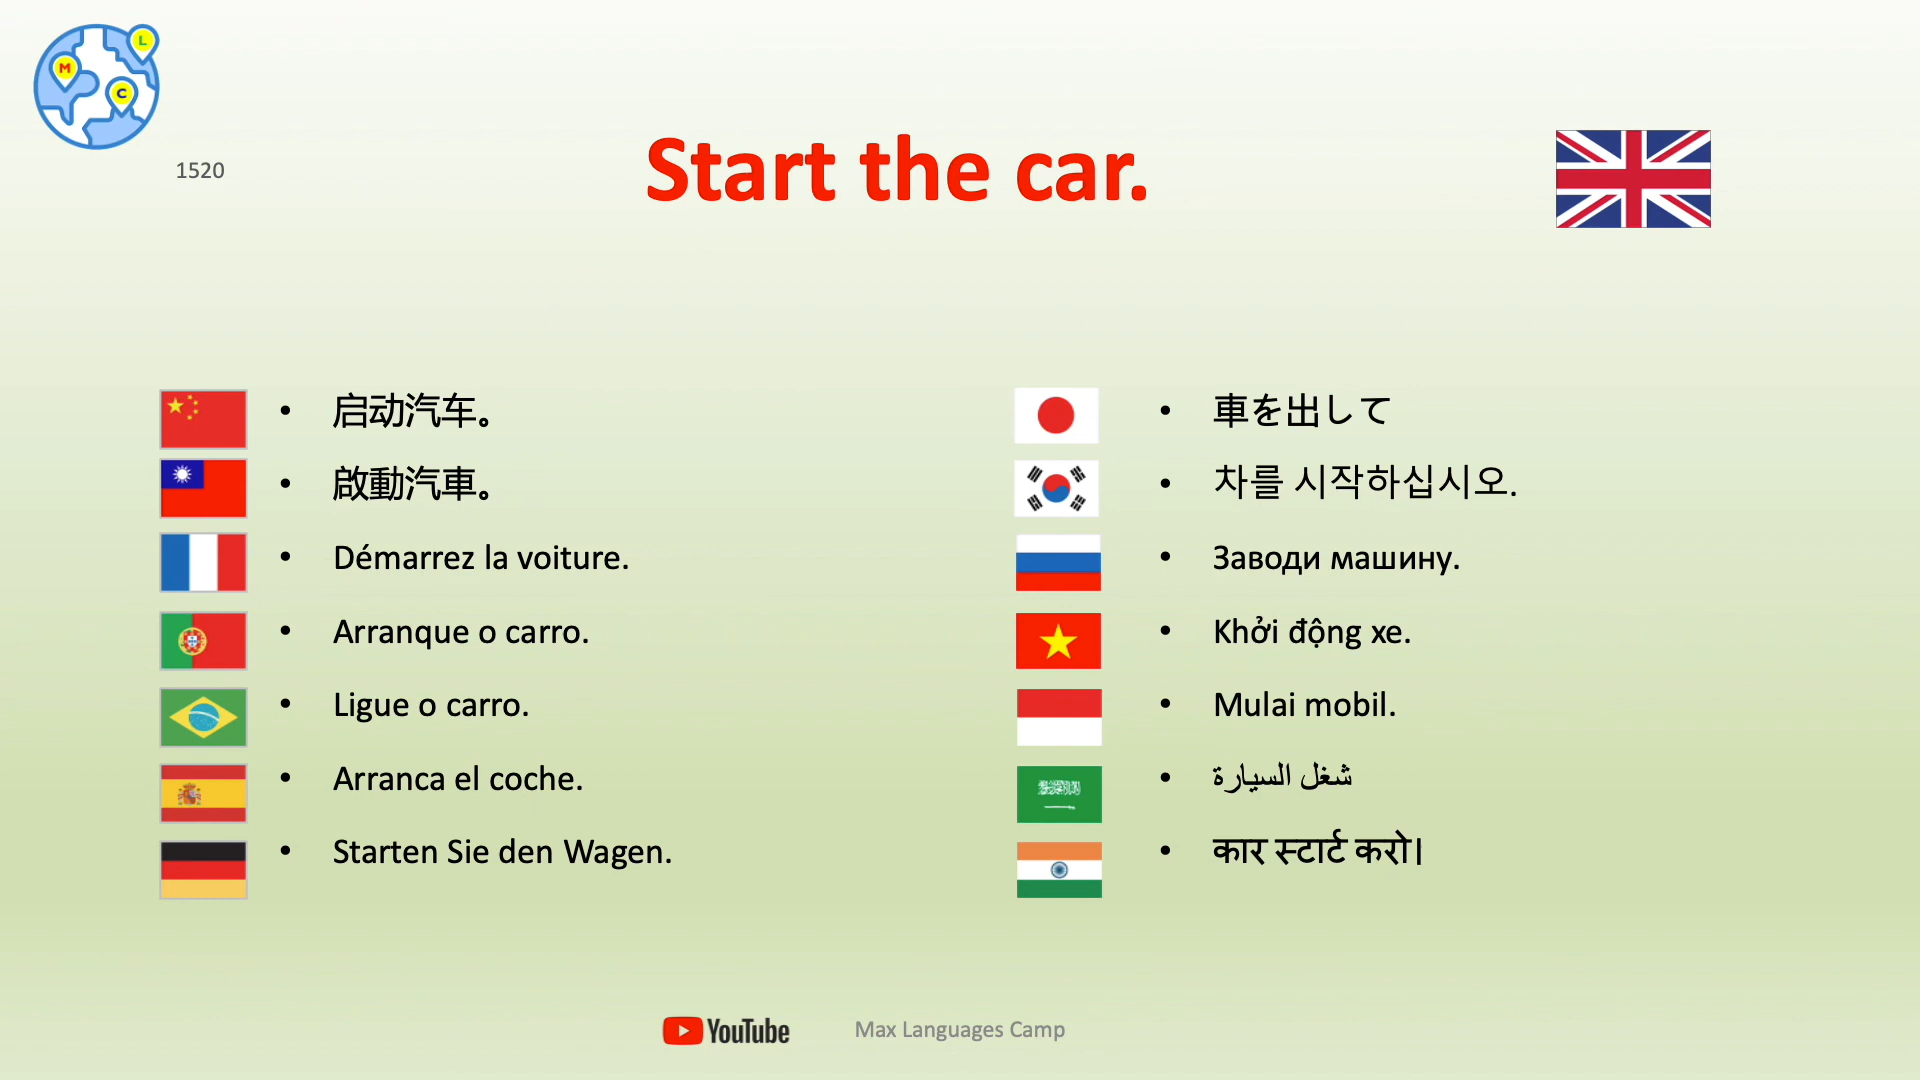 L
M
C
1520
Start the car.
启动汽车。
啟動汽車。
Démarrez la voiture.
Arranque o carro.
Ligue o carro.
Arranca el coche.
Starten Sie den Wagen.
車を出して
차를 시작하십시오.
Заводи машину.
Khởi động xe.
Mulai mobil.
شغل السيارة
कार स्टार्ट करो।
YouTube
Max Languages Camp